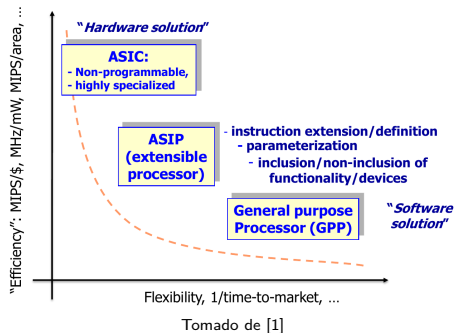 “Hardware solution”
ASIC:
- Non-programmable,
- highly specialized
ASIP
(extensible
processor)
- instruction extension/definition
- parameterization
- inclusion/non-inclusion of
functionality/devices
General purpose
Processor (GPP)
“Software
solution”
“Efficiency”: MIPS/$, MHz/mW, MIPS/area, …
Flexibility, 1/time-to-market, …
Tomado de [1]